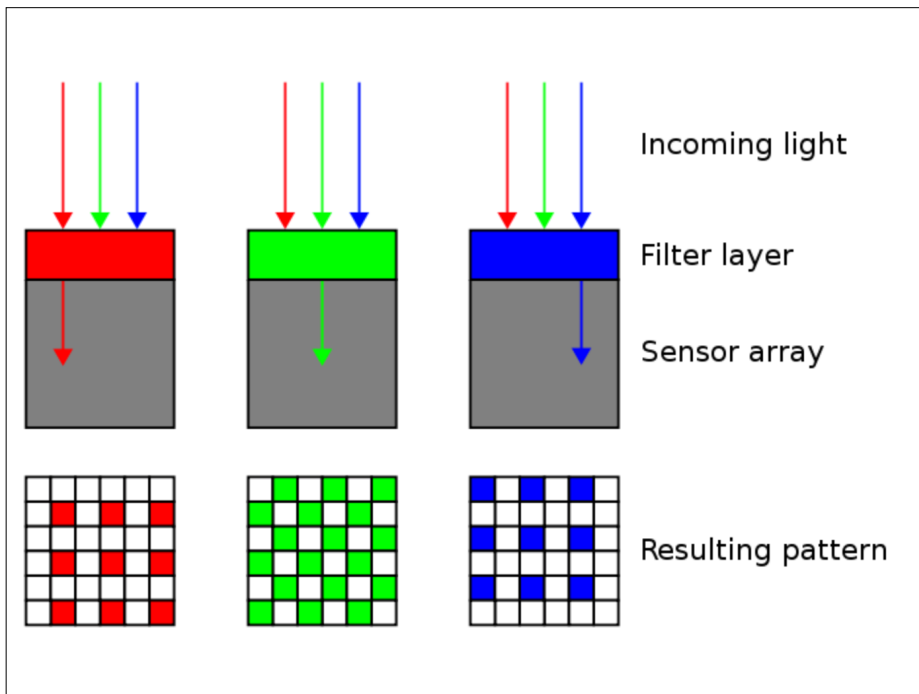 Incoming light
Filter layer
Sensor array
Resulting pattern